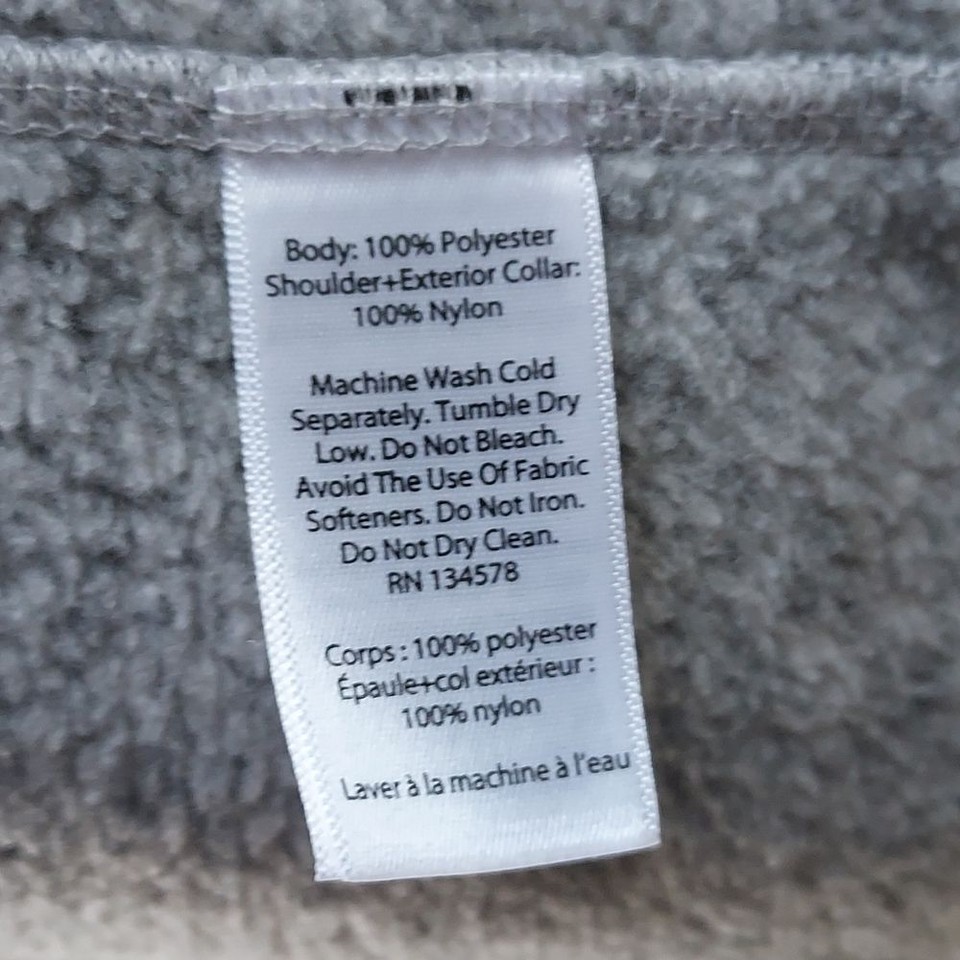 Body: 100% Polyester
Shoulder+Exterior Collar:
100% Nylon
Machine Wash Cold
Separately. Tumble Dry
Low. Do Not Bleach.
Avoid The Use Of Fabric
Softeners. Do Not Iron.
Do Not Dry Clean.
RN 134578
Corps : 100% polyester
Épaule+col extérieur :
100% nylon
Laver à la machine à l'eau